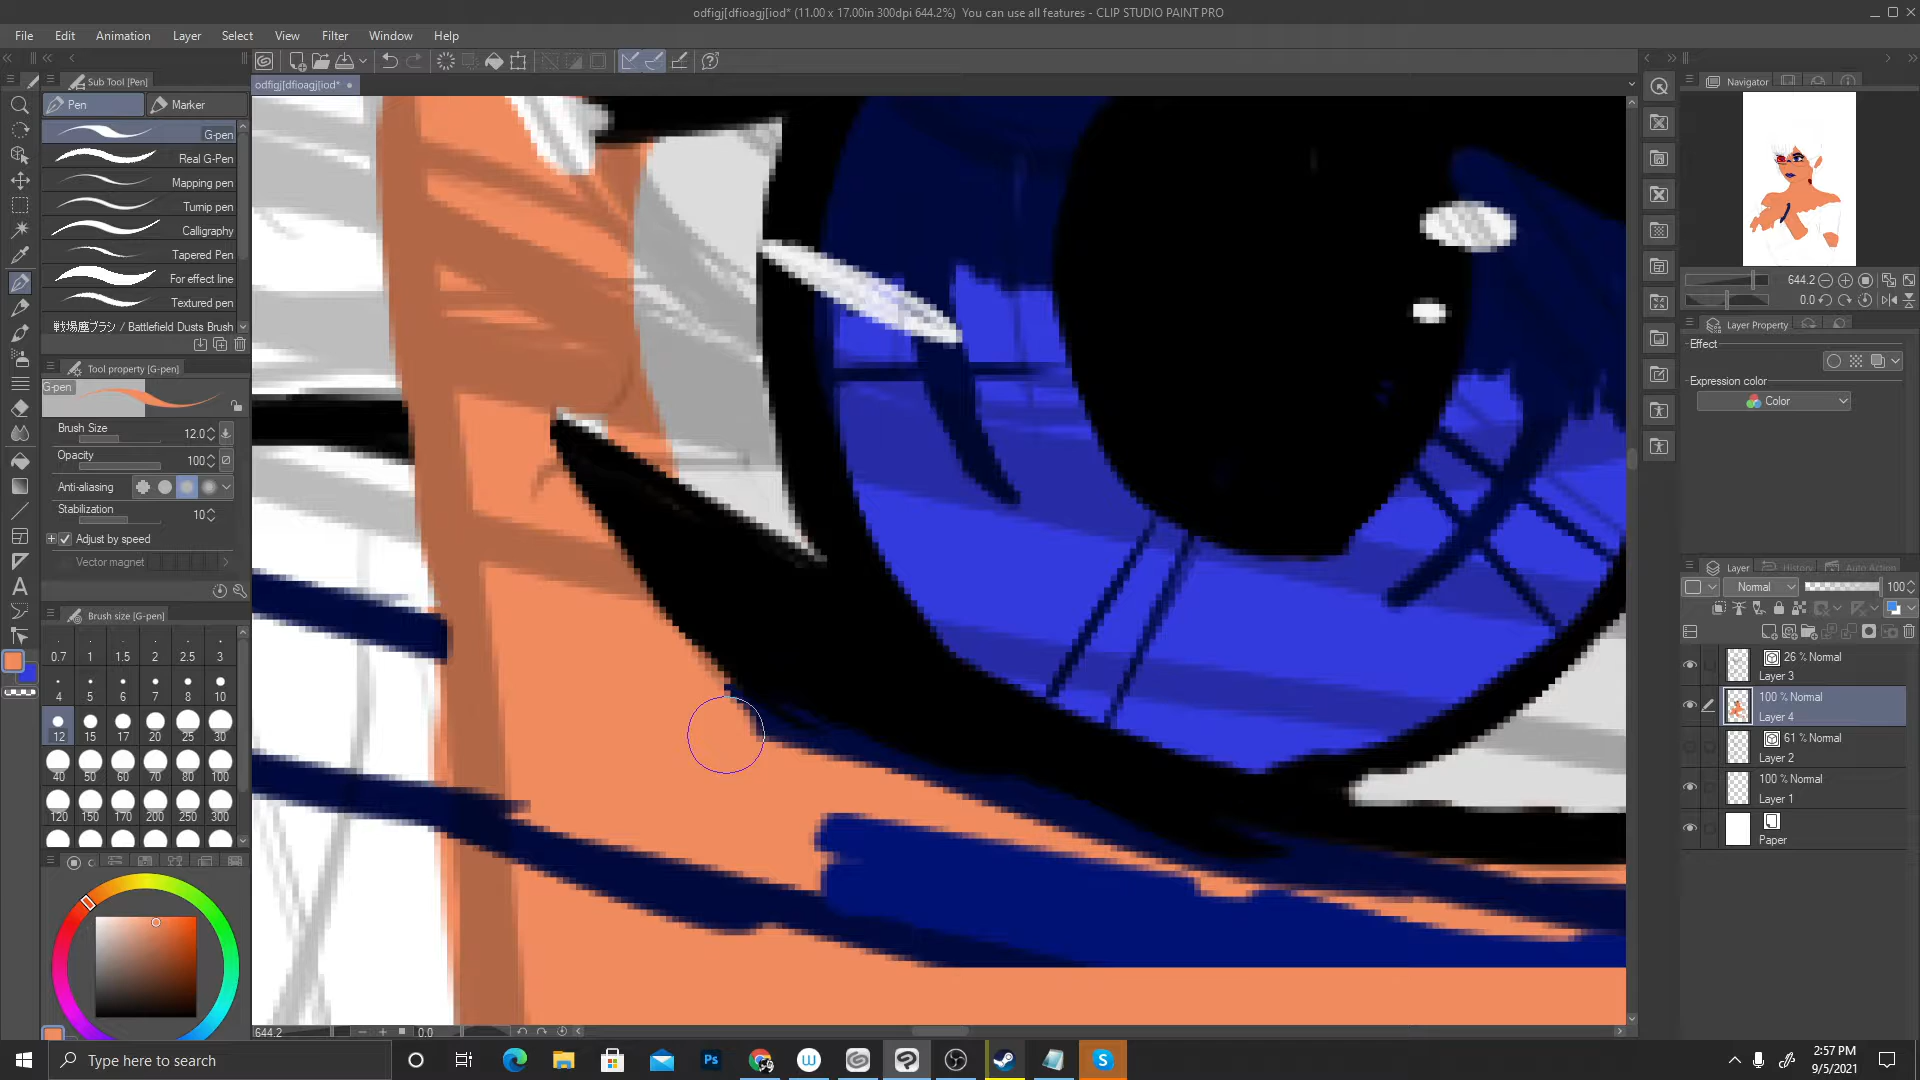 odfigj[dfioagj[iod* (11.00 x 17.00in 300dpi 644.2%) You can use all features - CLIP STUDIO PAINT PRO
File Edit Animation Layer Select View Filter Window Help
Sub Tool [Pen]
odfigj[dfioagj[iod*
Navigator
Pen Marker
G-pen
Real G-Pen
Mapping pen
Turnip pen
Calligraphy
Tapered Pen
For effect line
Textured pen
戦場塵ブラシ / Battlefield Dusts Brush
Tool property [G-pen]
G-pen
Brush Size 12.0
Opacity 100
Anti-aliasing
Stabilization 10
Adjust by speed
Vector magnet
Brush size [G-pen]
0.7 1 1.5 2 2.5 3
4 5 6 7 8 10
12 15 17 20 25 30
40 50 60 70 80 100
120 150 170 200 250 300
644.2 0.0
644.2
0.0
Layer Property
Effect
Expression color
Color
Layer History Auto Action
Normal 100
26 % Normal
Layer 3
100 % Normal
Layer 4
61 % Normal
Layer 2
100 % Normal
Layer 1
Paper
Type here to search
Ps
2:57 PM
9/5/2021